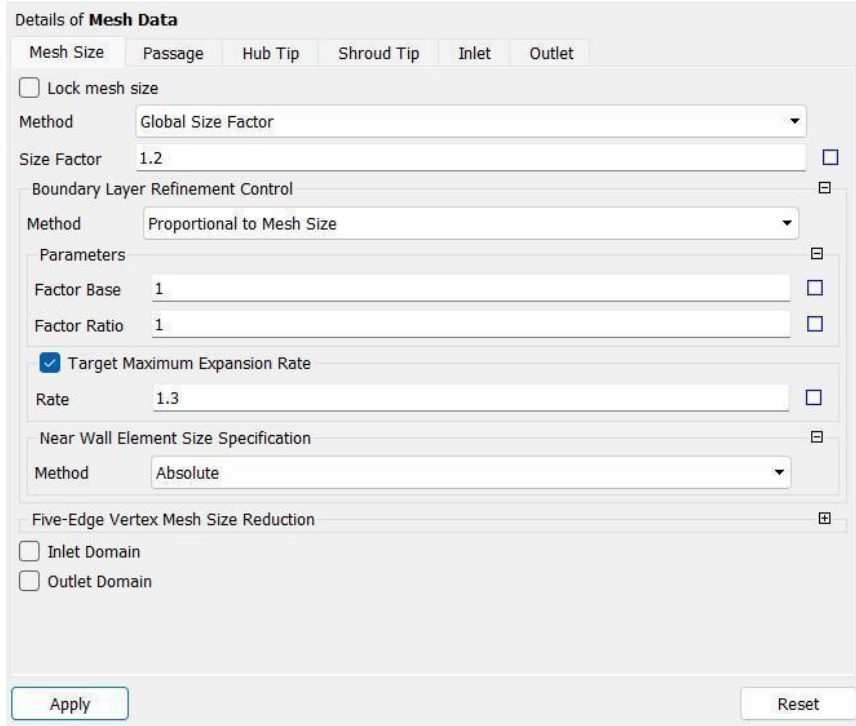 Details of Mesh Data
Mesh Size Passage Hub Tip Shroud Tip Inlet Outlet
Lock mesh size
Method Global Size Factor
Size Factor 1.2
Boundary Layer Refinement Control
Method Proportional to Mesh Size
Parameters
Factor Base 1
Factor Ratio 1
Target Maximum Expansion Rate
Rate 1.3
Near Wall Element Size Specification
Method Absolute
Five-Edge Vertex Mesh Size Reduction
Inlet Domain
Outlet Domain
Apply Reset